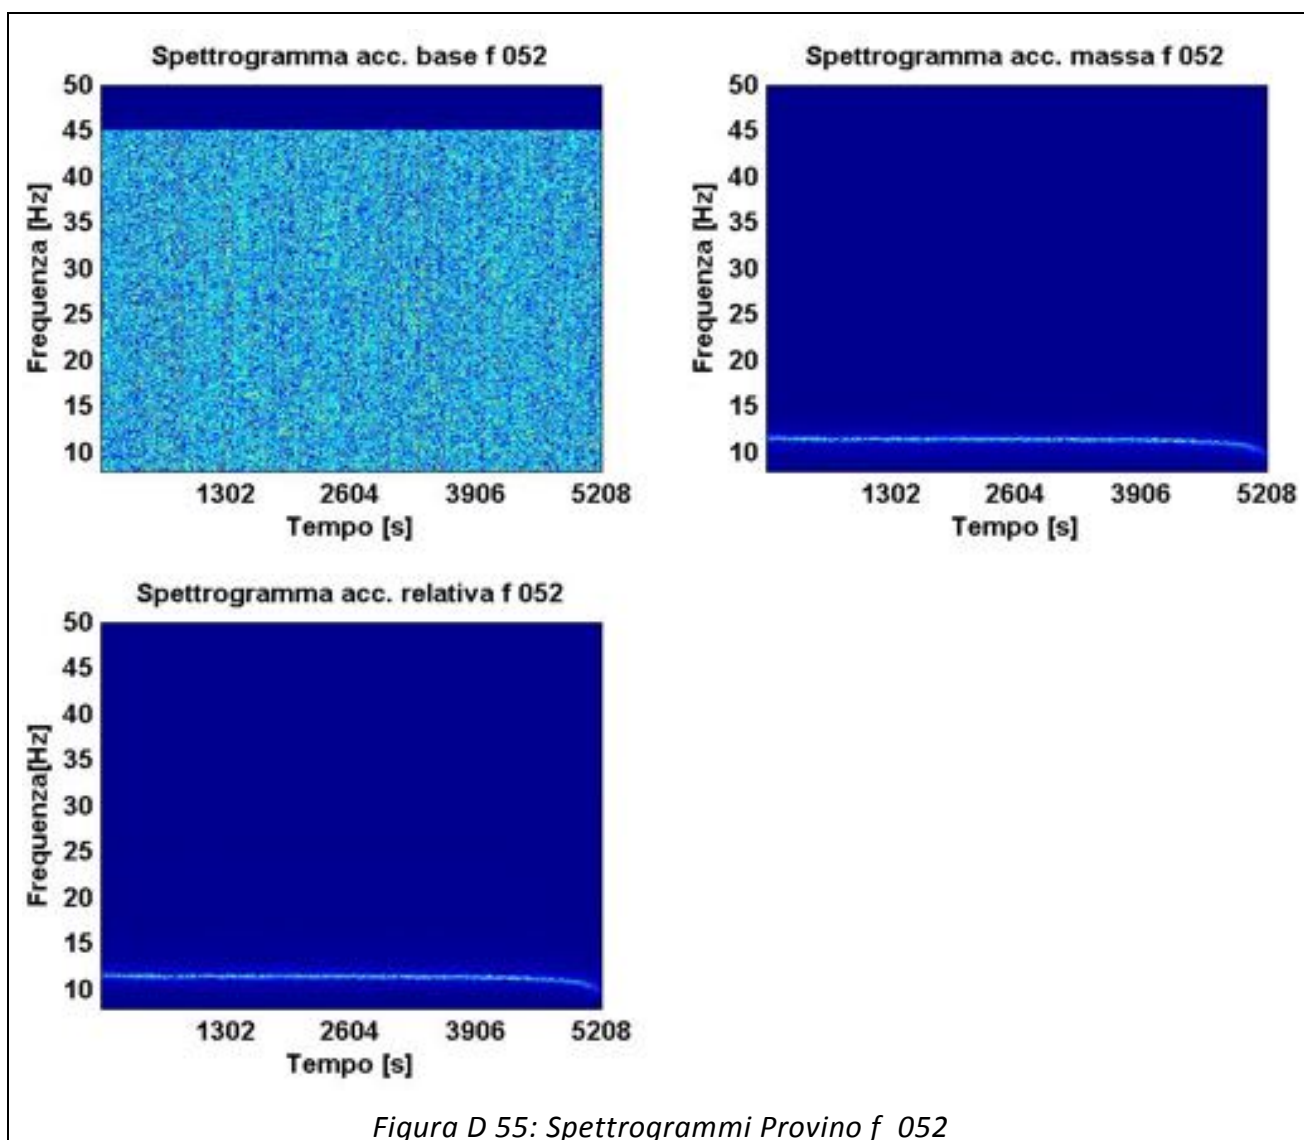 Spettrogramma acc. base f 052
50
45
40
35
30
25
20
15
10
Frequenza [Hz]
1302 2604 3906 5208
Tempo [s]
Spettrogramma acc. massa f 052
50
45
40
35
30
25
20
15
10
Frequenza [Hz]
1302 2604 3906 5208
Tempo [s]
Spettrogramma acc. relativa f 052
50
45
40
35
30
25
20
15
10
Frequenza[Hz]
1302 2604 3906 5208
Tempo [s]
Figura D 55: Spettrogrammi Provino f_052